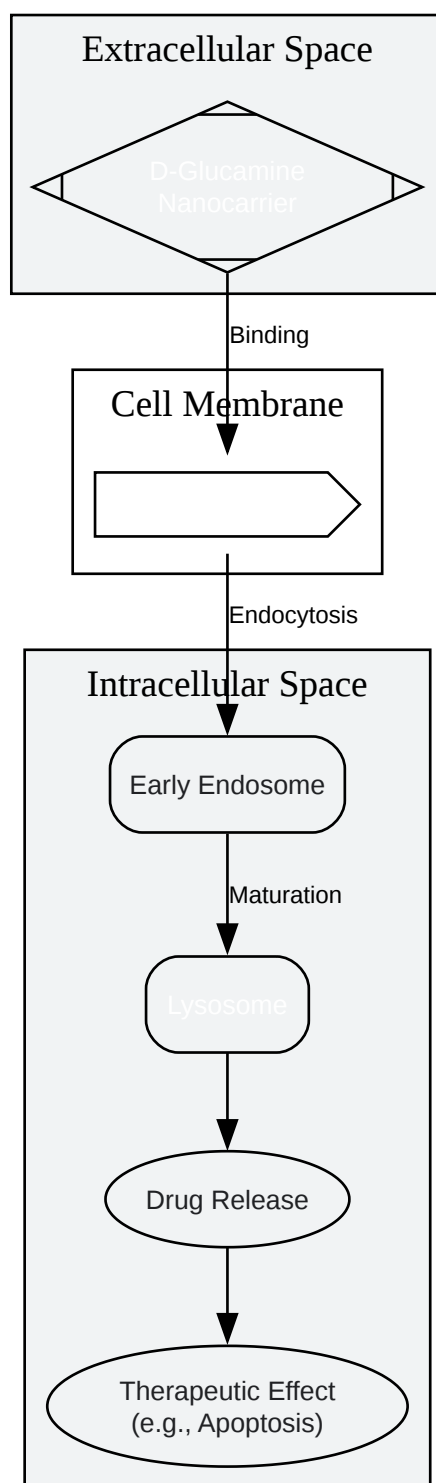 Extracellular Space
D-Glucamine
Nanocarrier
Binding
Cell Membrane
Endocytosis
Intracellular Space
Early Endosome
Maturation
Lysosome
Drug Release
Therapeutic Effect
(e.g., Apoptosis)